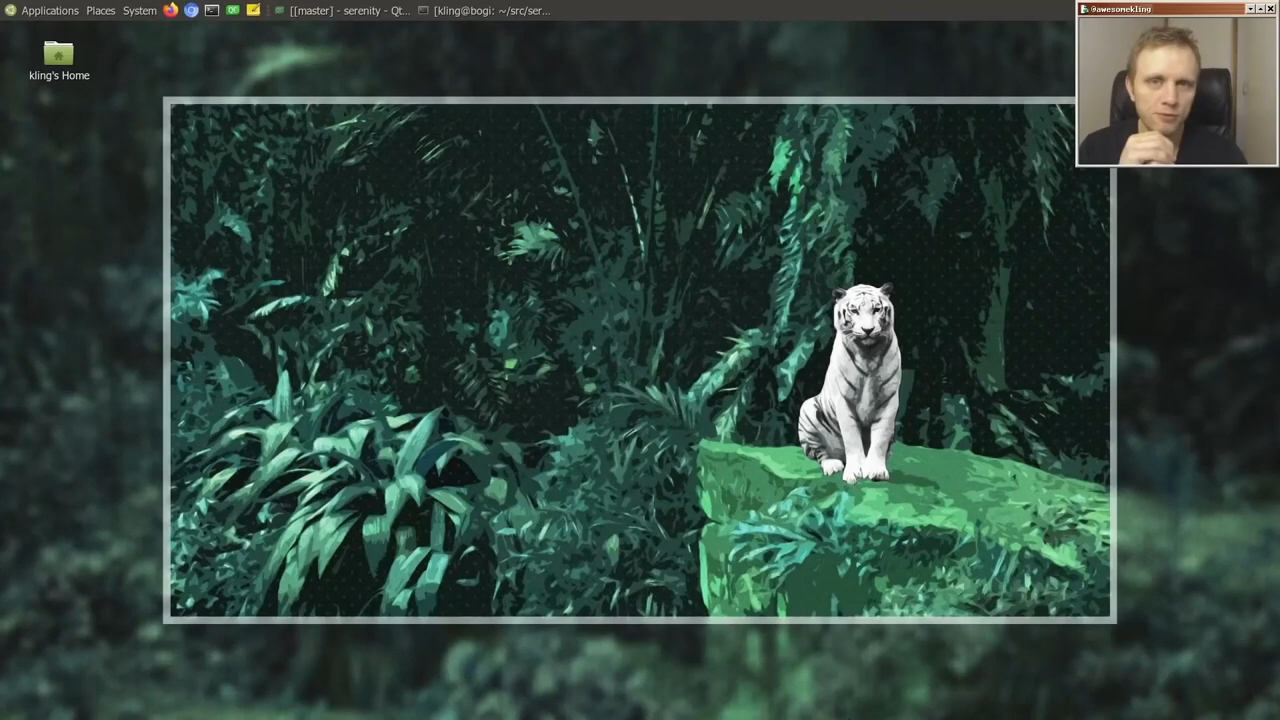 Applications Places System [[master] - serenity - Qt... [kling@bogi: ~/src/ser...
@awesomekling
kling's Home